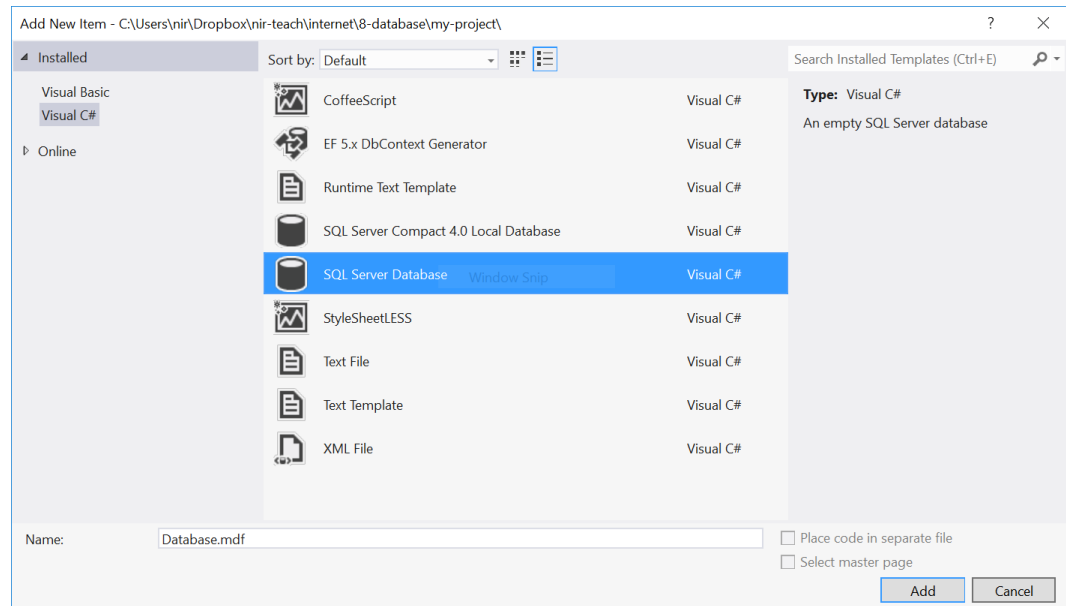 Add New Item - C:\Users\nir\Dropbox\nir-teach\internet\8-database\my-project\ ?
Installed
Visual Basic
Visual C#
Online
Sort by: Default
CoffeeScript Visual C#
EF 5.x DbContext Generator Visual C#
Runtime Text Template Visual C#
SQL Server Compact 4.0 Local Database Visual C#
SQL Server Database Window Snip Visual C#
StyleSheetLESS Visual C#
Text File Visual C#
Text Template Visual C#
XML File Visual C#
Search Installed Templates (Ctrl+E)
Type: Visual C#
An empty SQL Server database
Name: Database.mdf
Place code in separate file
Select master page
Add Cancel